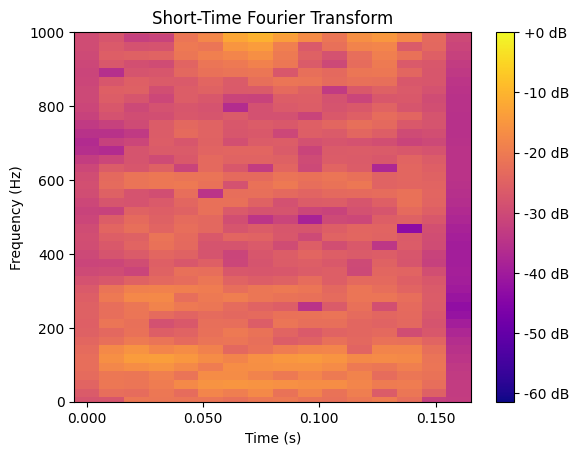 Short-Time Fourier Transform
1000
800
600
400
200
0
Frequency (Hz)
0.000
0.050
0.100
0.150
Time (s)
+0 dB
-10 dB
-20 dB
-30 dB
-40 dB
-50 dB
-60 dB